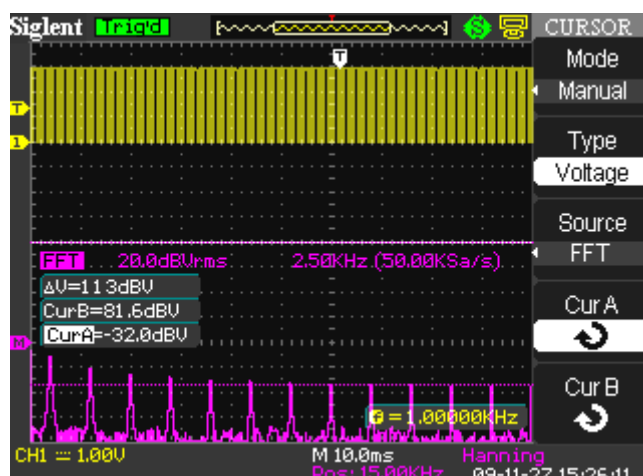 Siglent Trig'd T S CURSOR
Mode
Manual
Type
Voltage
Source
FFT
Cur A
Cur B
T
1
FFT 20.0dBVrms 2.50KHz (50.00KSa/s)
ΔV=113dBV
CurB=81.6dBV
CurA=-32.0dBV
M
f = 1.00000KHz
CH1 1.00V M 10.0ms Hanning
Pos: 15.00KHz 09-11-27 15:26:11